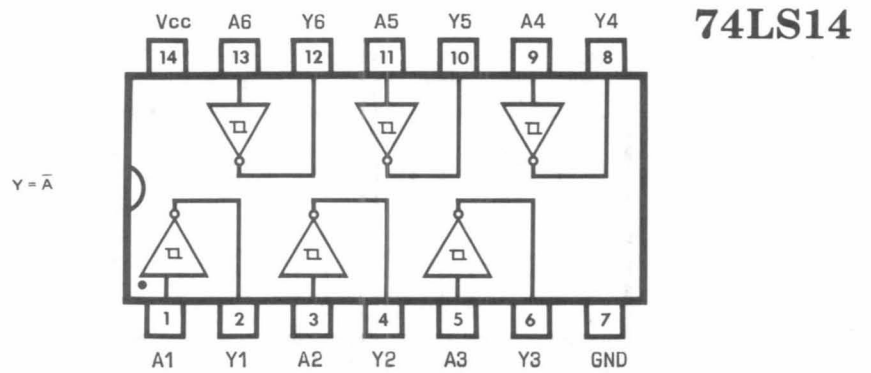 Vcc A6 Y6 A5 Y5 A4 Y4
74LS14
14 13 12 11 10 9 8
Y = A̅
1 2 3 4 5 6 7
A1 Y1 A2 Y2 A3 Y3 GND